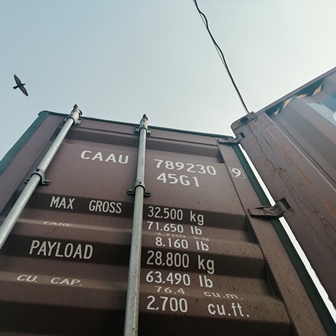 CAAU 789230 9
45G1
MAX GROSS 32.500 kg
71.650 lb
TARE
8.160 lb
PAYLOAD 28.800 kg
63.490 lb
CU. CAP. 76.4 cu.m.
2.700 cu.ft.